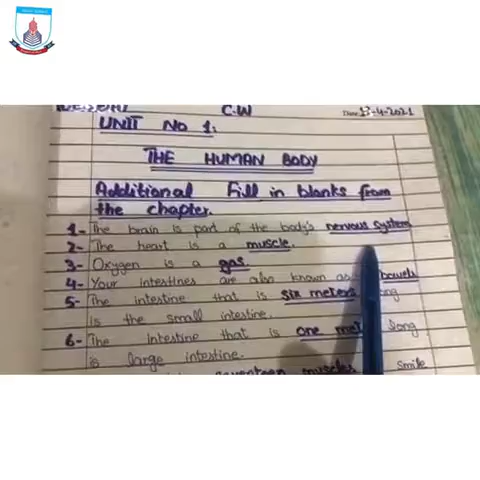 C.W
Date 13-4-2021
UNIT NO 1.
THE HUMAN BODY
Additional Fill in blanks from
the chapter.
1- The brain is part of the body's nervous system
2- The heart is a muscle.
3- Oxygen is a gas
4- Your intestines are also known as bowels
5- The intestine that is six meters long
is the small intestine.
6- The intestine that is one met long
is large intestine.
seventeen muscles smile